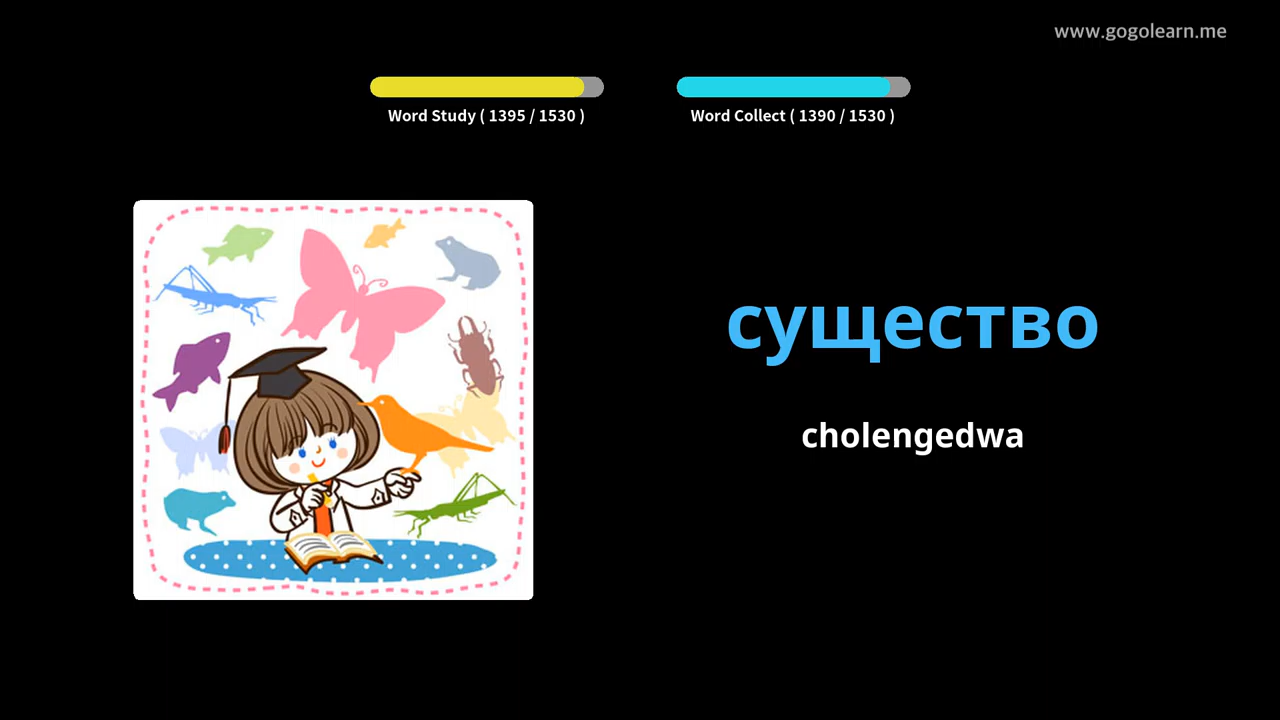 www.gogolearn.me
Word Study ( 1395 / 1530 )
Word Collect ( 1390 / 1530 )
существо
cholengedwa